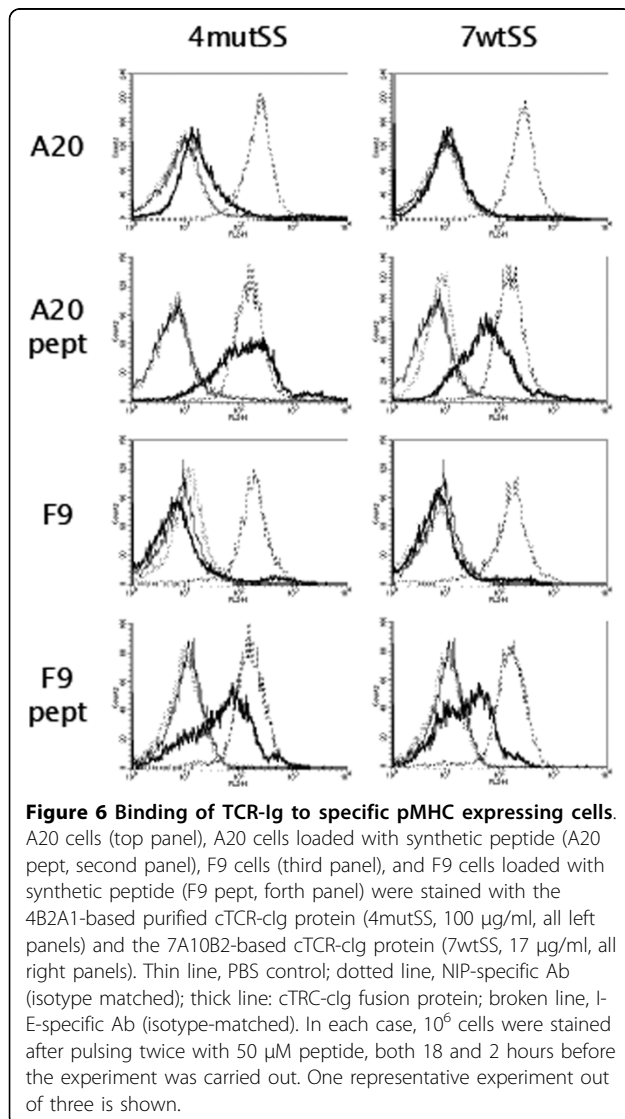 4mutSS 7wtSS
A20
A20
pept
F9
F9
pept
Figure 6 Binding of TCR-Ig to specific pMHC expressing cells.
A20 cells (top panel), A20 cells loaded with synthetic peptide (A20
pept, second panel), F9 cells (third panel), and F9 cells loaded with
synthetic peptide (F9 pept, forth panel) were stained with the
4B2A1-based purified cTCR-cIg protein (4mutSS, 100 μg/ml, all left
panels) and the 7A10B2-based cTCR-cIg protein (7wtSS, 17 μg/ml, all
right panels). Thin line, PBS control; dotted line, NIP-specific Ab
(isotype matched); thick line: cTRC-cIg fusion protein; broken line, I-
E-specific Ab (isotype-matched). In each case, 10⁶ cells were stained
after pulsing twice with 50 μM peptide, both 18 and 2 hours before
the experiment was carried out. One representative experiment out
of three is shown.